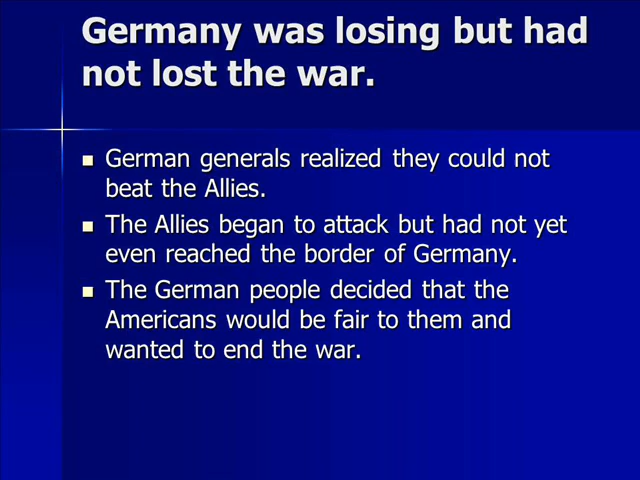 Germany was losing but had
not lost the war.
German generals realized they could not
beat the Allies.
The Allies began to attack but had not yet
even reached the border of Germany.
The German people decided that the
Americans would be fair to them and
wanted to end the war.